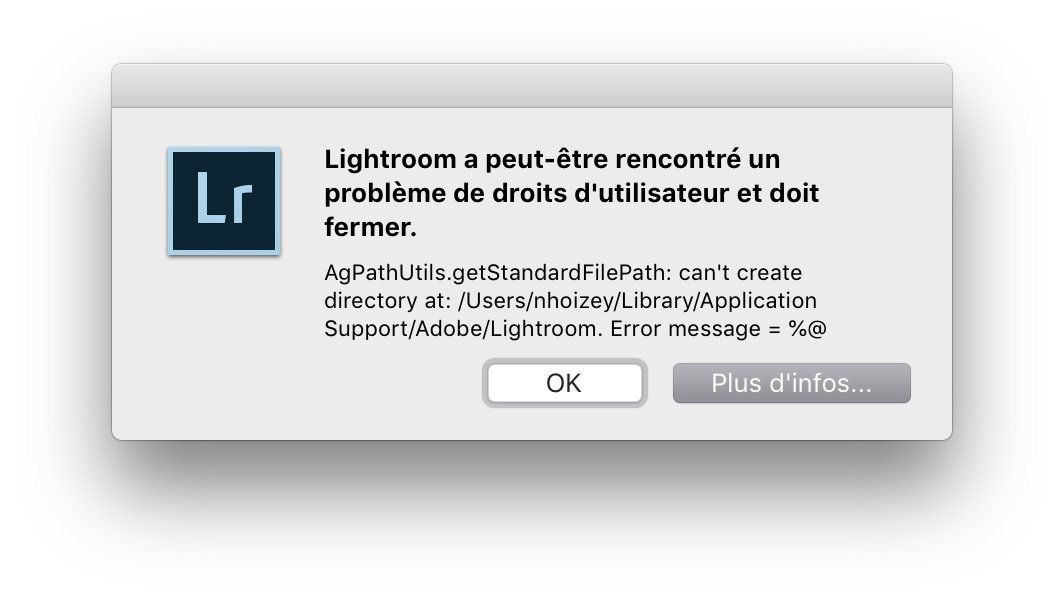 Lr
Lightroom a peut-être rencontré un
problème de droits d'utilisateur et doit
fermer.
AgPathUtils.getStandardFilePath: can't create
directory at: /Users/nhoizey/Library/Application
Support/Adobe/Lightroom. Error message = %@
OK
Plus d'infos...